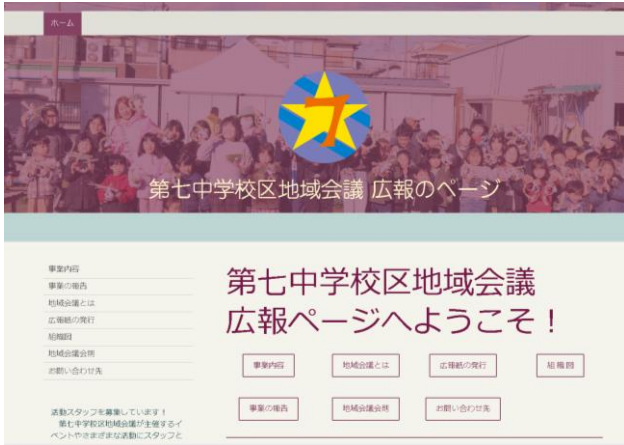 ホーム
7
第七中学校区地域会議 広報のページ
事業内容
事業の報告
地域会議とは
広報紙の発行
組織図
地域会議会則
お問い合わせ先
活動スタッフを募集しています！
第七中学校区地域会議が主催するイ
ベントやさまざまな活動にスタッフと
第七中学校区地域会議
広報ページへようこそ！
事業内容
地域会議とは
広報紙の発行
組織図
事業の報告
地域会議会則
お問い合わせ先